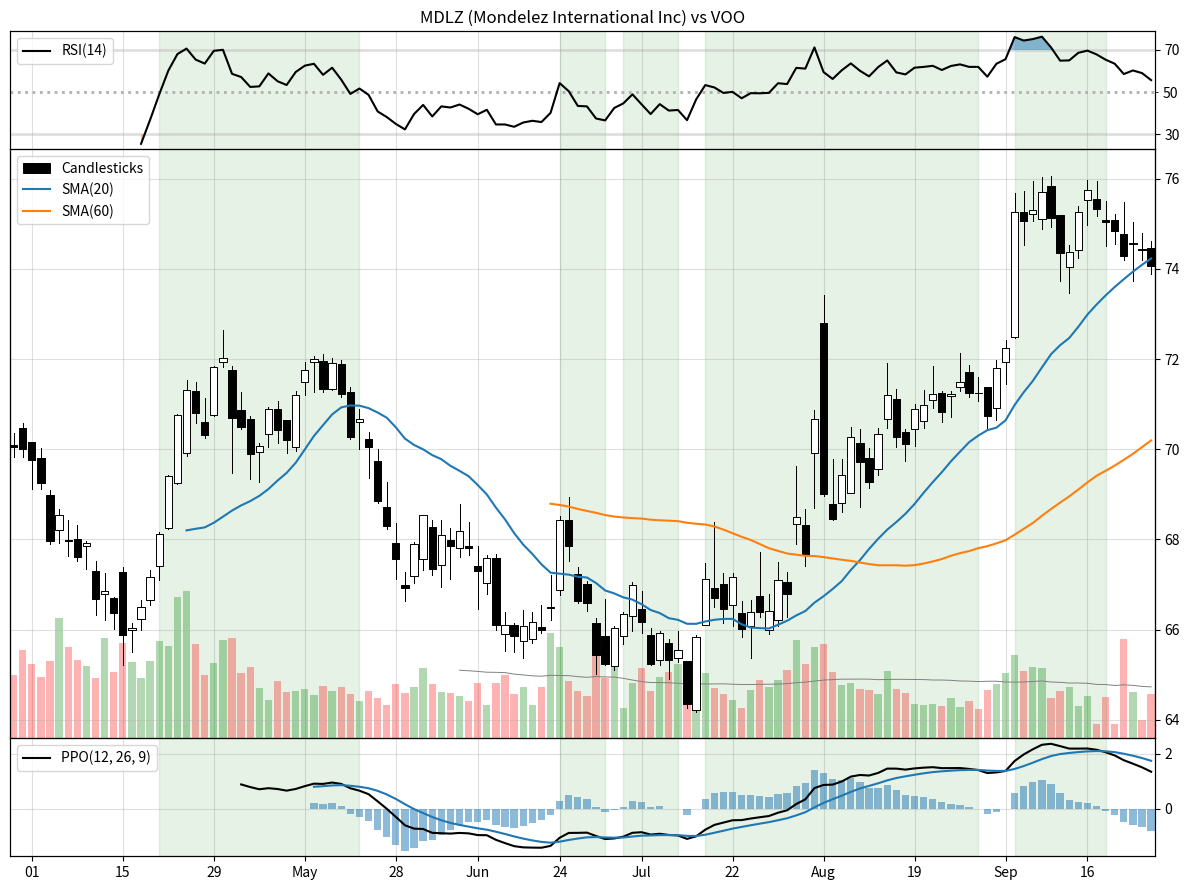 MDLZ (Mondelez International Inc) vs VOO
RSI(14)
70
50
30
Candlesticks
SMA(20)
SMA(60)
76
74
72
70
68
66
64
PPO(12, 26, 9)
2
0
01 15 29 May 28 Jun 24 Jul 22 Aug 19 Sep 16